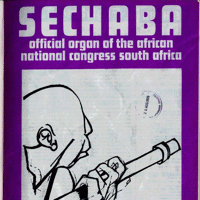 SECHABA
official organ of the african
national congress south africa